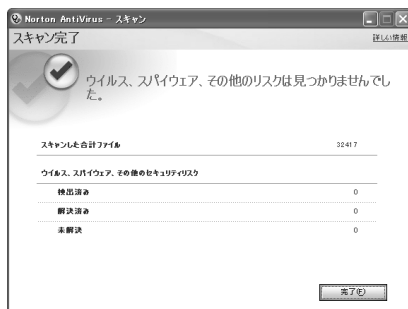 Norton AntiVirus - スキャン
スキャン完了
詳しい情報
ウイルス、スパイウェア、その他のリスクは見つかりませんでし
た。
スキャンした合計ファイル 32417
ウイルス、スパイウェア、その他のセキュリティリスク
検出済み 0
解決済み 0
未解決 0
完了(F)